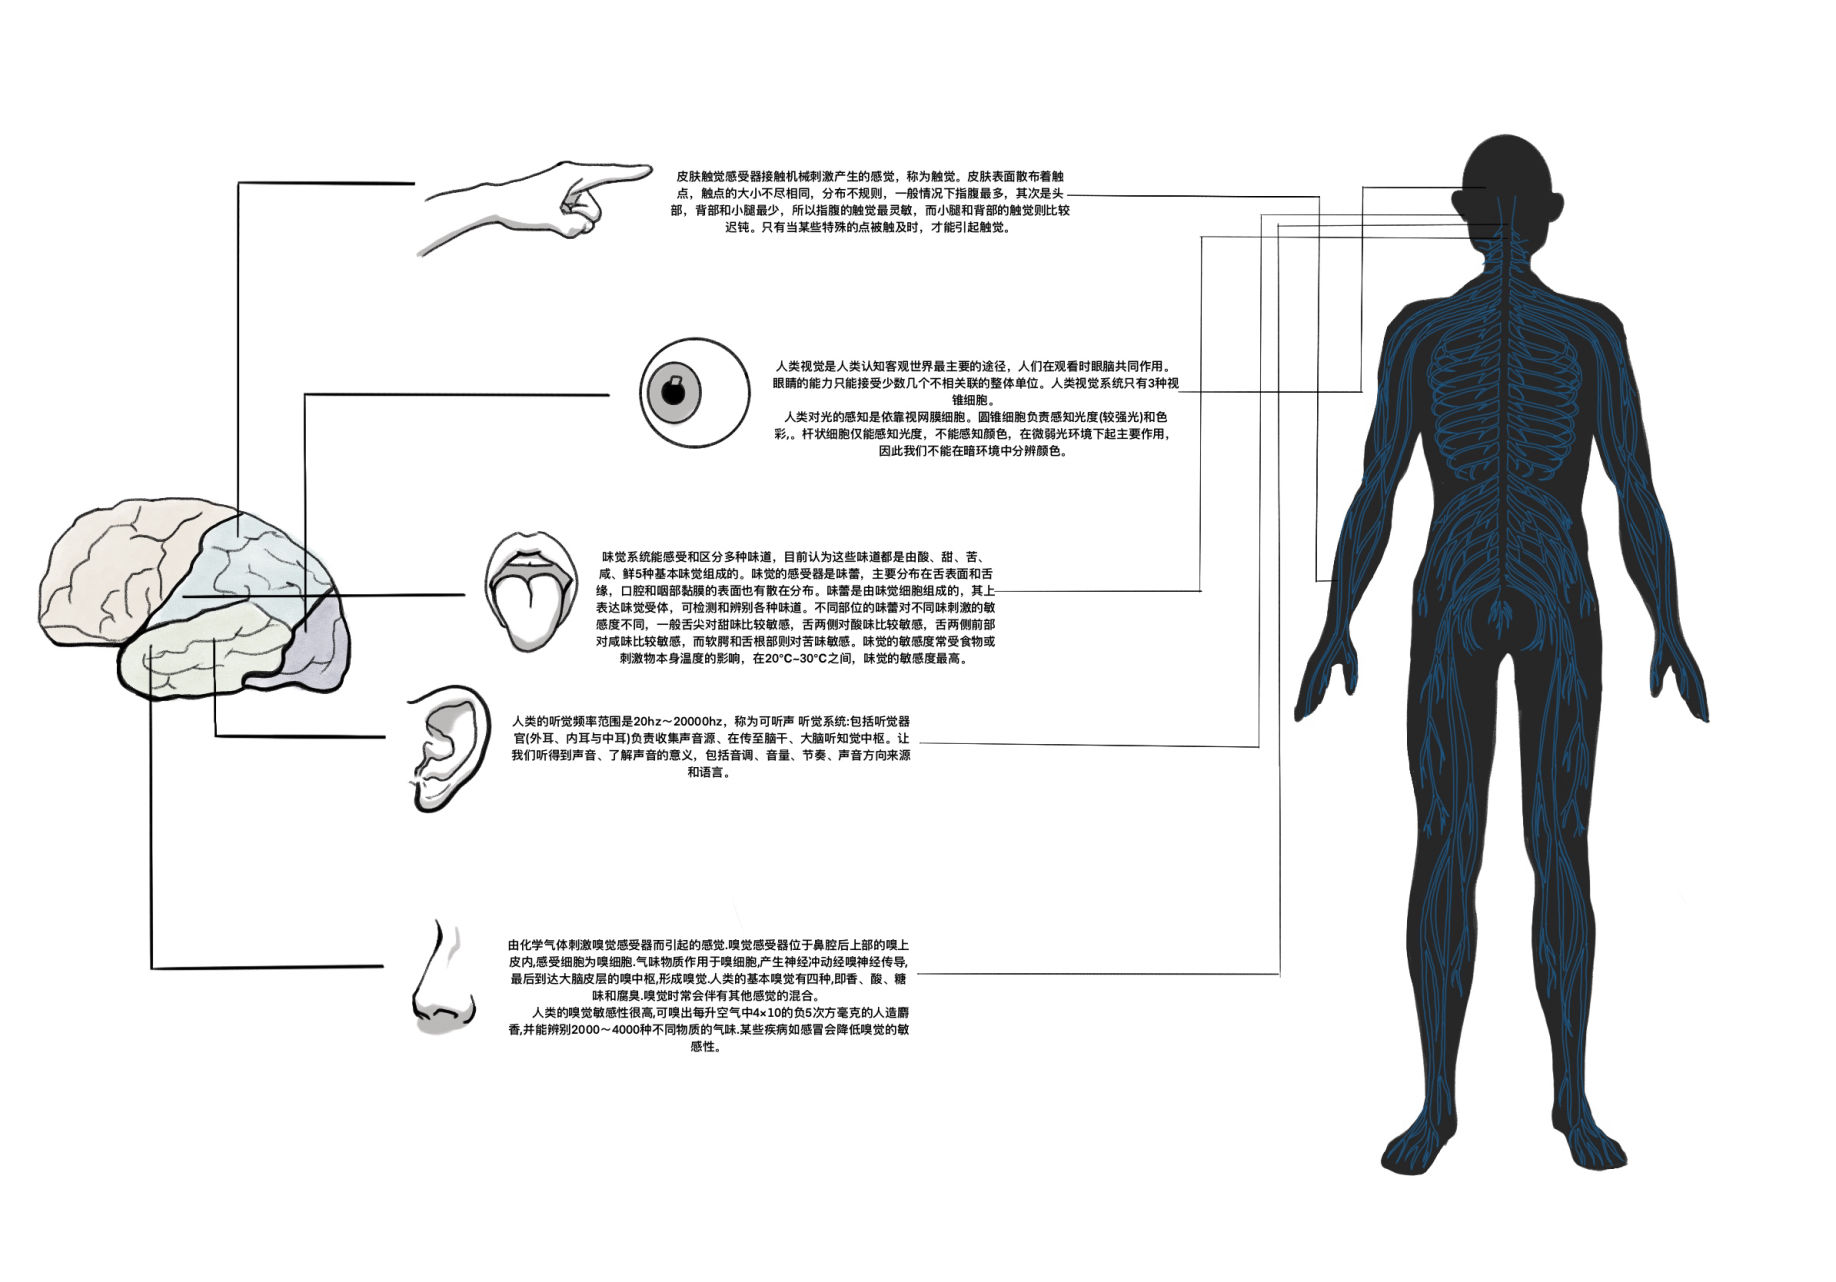 皮肤触觉感受器接触机械刺激产生的感觉，称为触觉。皮肤表面散布着触
点，触点的大小不尽相同，分布不规则，一般情况下指腹最多，其次是头
部，背部和小腿最少，所以指腹的触觉最灵敏，而小腿和背部的触觉则比较
迟钝。只有当某些特殊的点被触及时，才能引起触觉。
人类视觉是人类认知客观世界最主要的途径，人们在观看时眼脑共同作用。
眼睛的能力只能接受少数几个不相关联的整体单位。人类视觉系统只有3种视
锥细胞。
人类对光的感知是依靠视网膜细胞。圆锥细胞负责感知光度(较强光)和色
彩,。杆状细胞仅能感知光度，不能感知颜色，在微弱光环境下起主要作用，
因此我们不能在暗环境中分辨颜色。
味觉系统能感受和区分多种味道，目前认为这些味道都是由酸、甜、苦、
咸、鲜5种基本味觉组成的。味觉的感受器是味蕾，主要分布在舌表面和舌
缘，口腔和咽部黏膜的表面也有散在分布。味蕾是由味觉细胞组成的，其上
表达味觉受体，可检测和辨别各种味道。不同部位的味蕾对不同味刺激的敏
感度不同，一般舌尖对甜味比较敏感，舌两侧对酸味比较敏感，舌两侧前部
对咸味比较敏感，而软腭和舌根部则对苦味敏感。味觉的敏感度常受食物或
刺激物本身温度的影响，在20°C~30°C之间，味觉的敏感度最高。
人类的听觉频率范围是20hz～20000hz，称为可听声 听觉系统:包括听觉器
官(外耳、内耳与中耳)负责收集声音源、在传至脑干、大脑听知觉中枢。让
我们听得到声音、了解声音的意义，包括音调、音量、节奏、声音方向来源
和语言。
由化学气体刺激嗅觉感受器而引起的感觉.嗅觉感受器位于鼻腔后上部的嗅上
皮内,感受细胞为嗅细胞.气味物质作用于嗅细胞,产生神经冲动经嗅神经传导,
最后到达大脑皮层的嗅中枢,形成嗅觉.人类的基本嗅觉有四种,即香、酸、糖
味和腐臭.嗅觉时常会伴有其他感觉的混合。
人类的嗅觉敏感性很高,可嗅出每升空气中4×10的负5次方毫克的人造麝
香,并能辨别2000～4000种不同物质的气味.某些疾病如感冒会降低嗅觉的敏
感性。